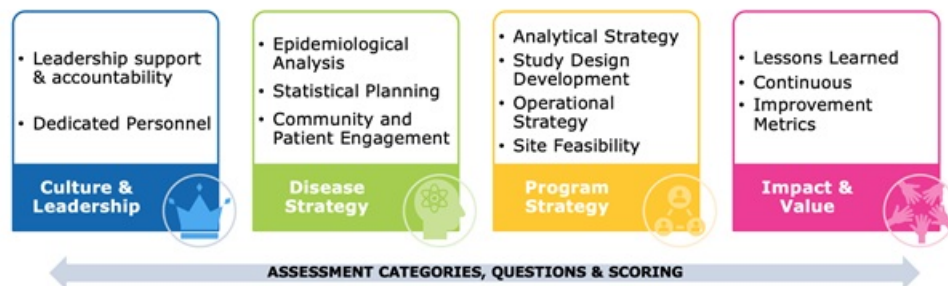 • Leadership support
& accountability
• Dedicated Personnel
Culture &
Leadership
• Epidemiological
Analysis
• Statistical Planning
• Community and
Patient Engagement
Disease
Strategy
• Analytical Strategy
• Study Design
Development
• Operational
Strategy
• Site Feasibility
Program
Strategy
• Lessons Learned
• Continuous
• Improvement
Metrics
Impact &
Value
ASSESSMENT CATEGORIES, QUESTIONS & SCORING